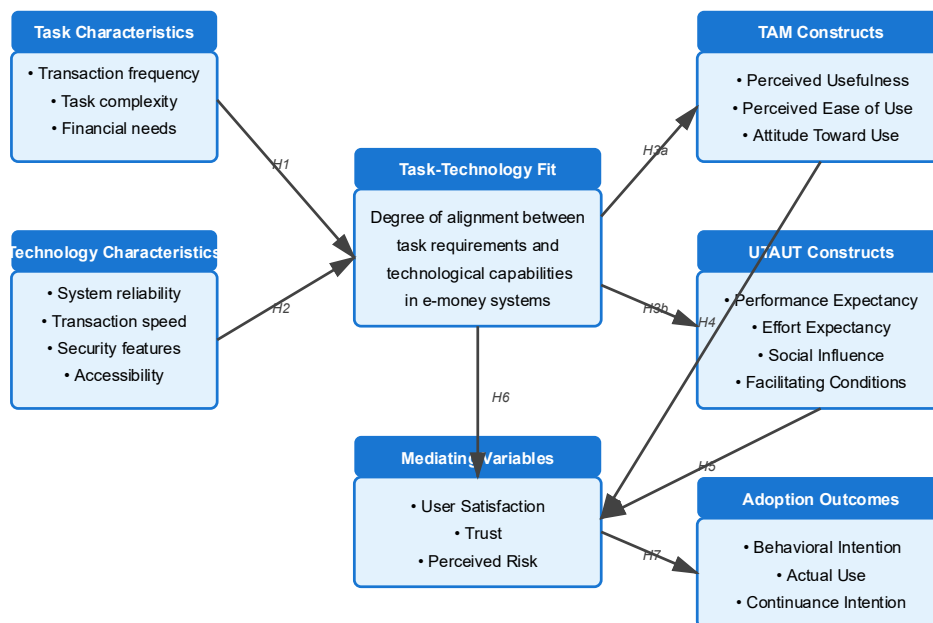 Task Characteristics
• Transaction frequency
• Task complexity
• Financial needs
Technology Characteristics
• System reliability
• Transaction speed
• Security features
• Accessibility
H1
H2
Task-Technology Fit
Degree of alignment between
task requirements and
technological capabilities
in e-money systems
H3a
H3b
H4
H6
TAM Constructs
• Perceived Usefulness
• Perceived Ease of Use
• Attitude Toward Use
UTAUT Constructs
• Performance Expectancy
• Effort Expectancy
• Social Influence
• Facilitating Conditions
Mediating Variables
• User Satisfaction
• Trust
• Perceived Risk
H5
H7
Adoption Outcomes
• Behavioral Intention
• Actual Use
• Continuance Intention